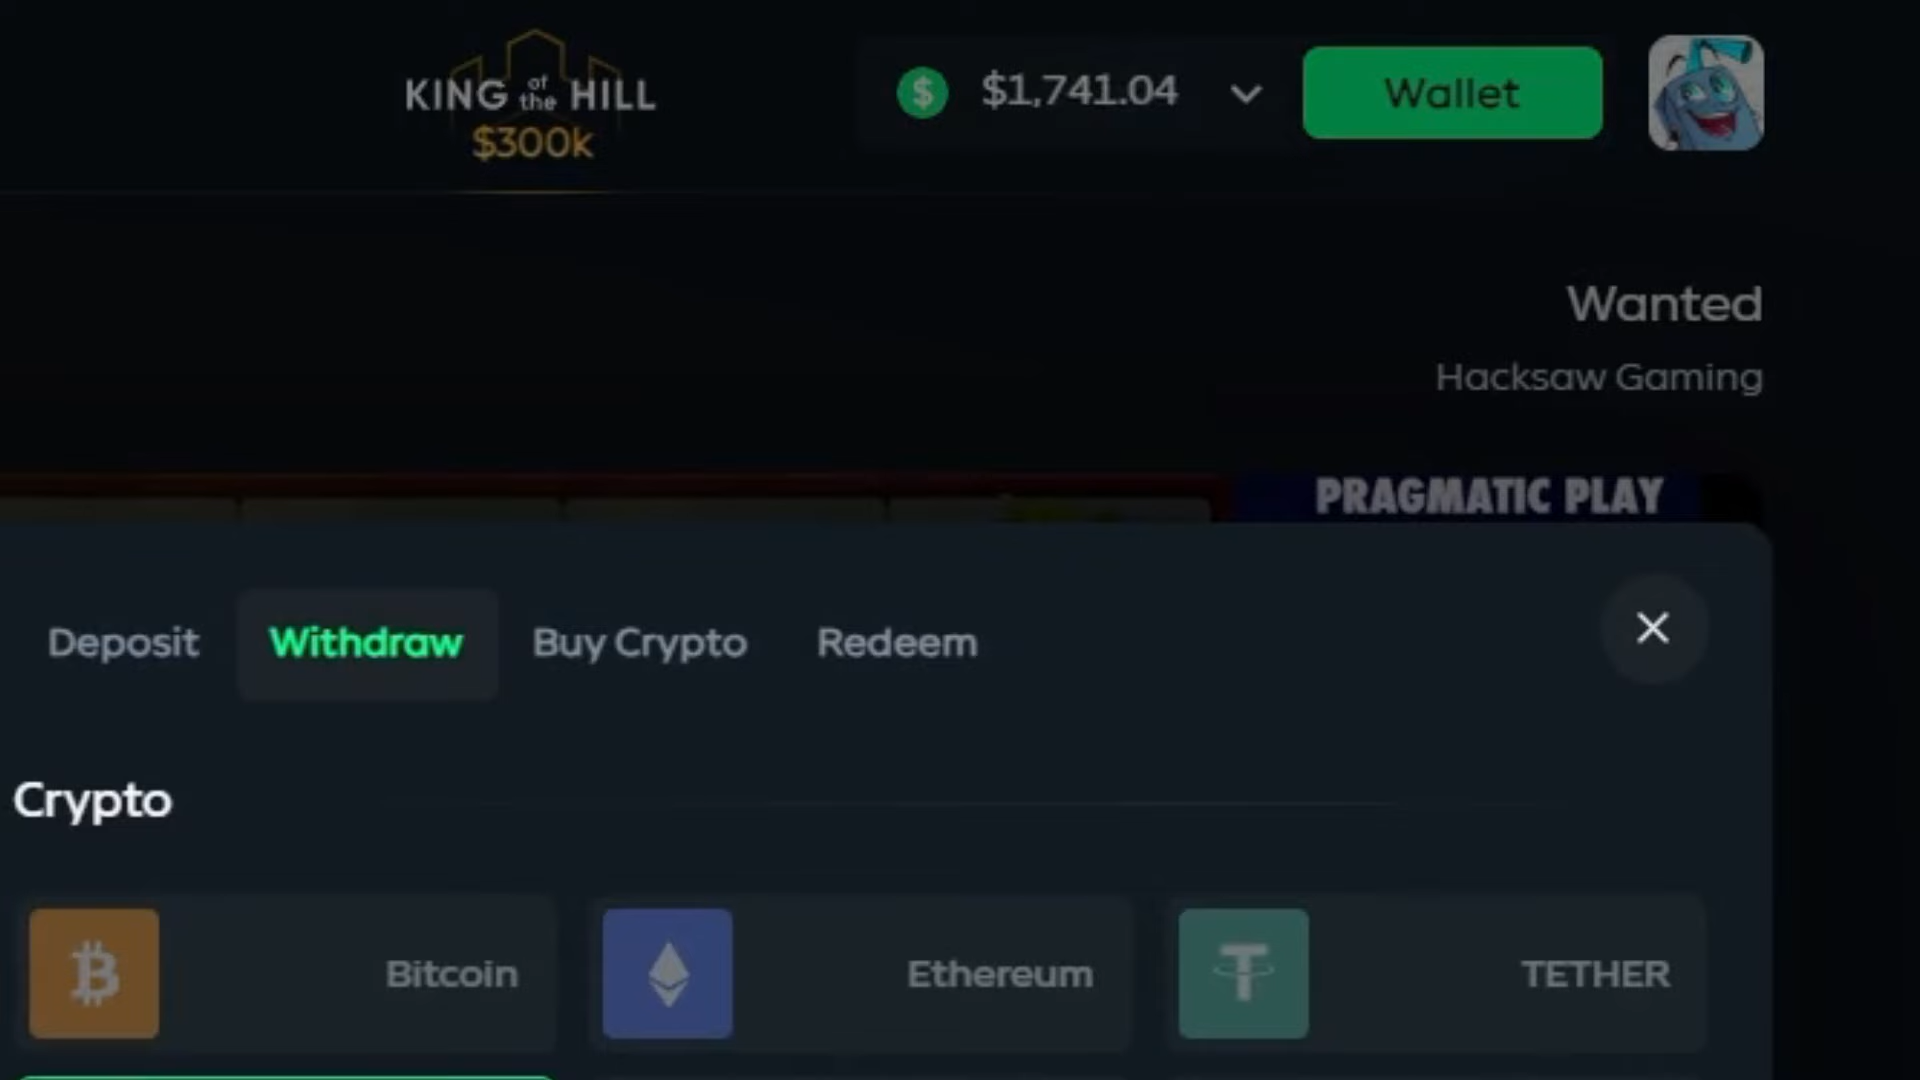 KING of the HILL
$300k
$1,741.04
Wallet
Wanted
Hacksaw Gaming
PRAGMATIC PLAY
Deposit
Withdraw
Buy Crypto
Redeem
Crypto
Bitcoin
Ethereum
TETHER